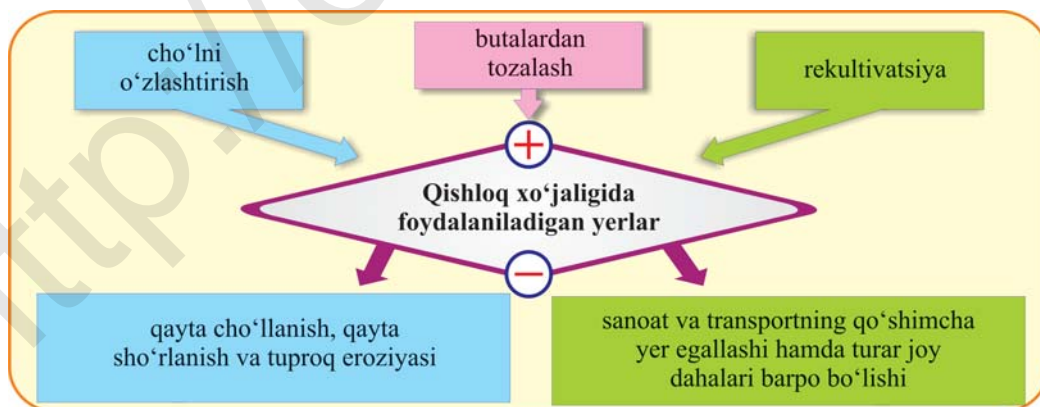 cho‘lni
o‘zlashtirish
butalardan
tozalash
rekultivatsiya
+
Qishloq xo‘jaligida
foydalaniladigan yerlar
−
qayta cho‘llanish, qayta
sho‘rlanish va tuproq eroziyasi
sanoat va transportning qo‘shimcha
yer egallashi hamda turar joy
dahalari barpo bo‘lishi
http://